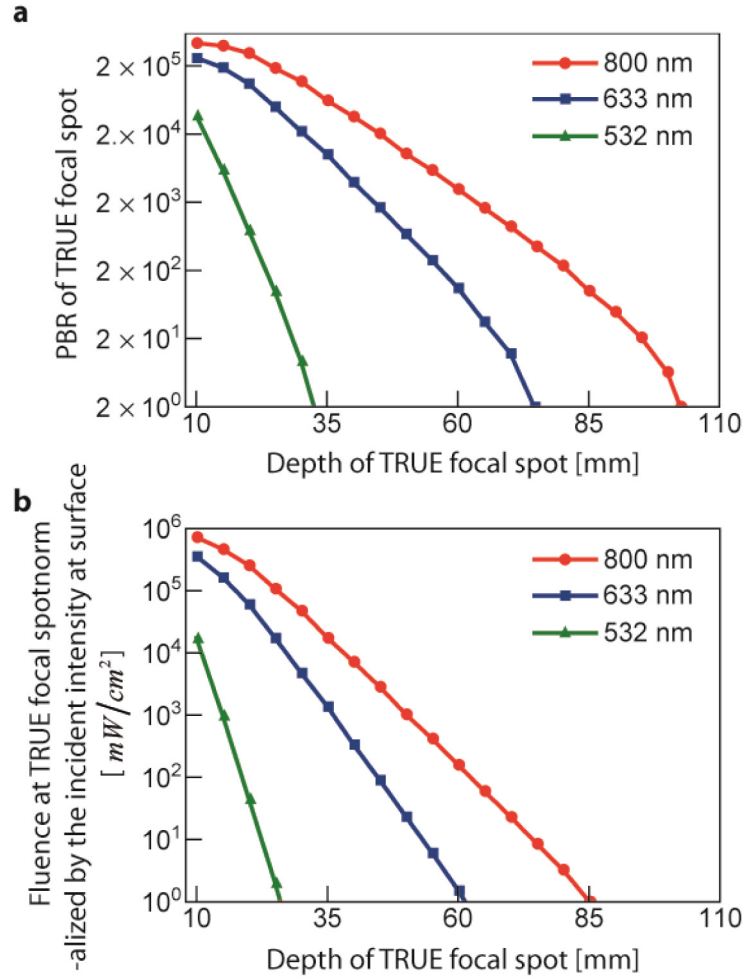 a
PBR of TRUE focal spot
2 × 10⁵
2 × 10⁴
2 × 10³
2 × 10²
2 × 10¹
2 × 10⁰
800 nm
633 nm
532 nm
10 35 60 85 110
Depth of TRUE focal spot [mm]
b
Fluence at TRUE focal spotnorm
-alized by the incident intensity at surface
[ mW/cm² ]
10⁶
10⁵
10⁴
10³
10²
10¹
10⁰
800 nm
633 nm
532 nm
10 35 60 85 110
Depth of TRUE focal spot [mm]